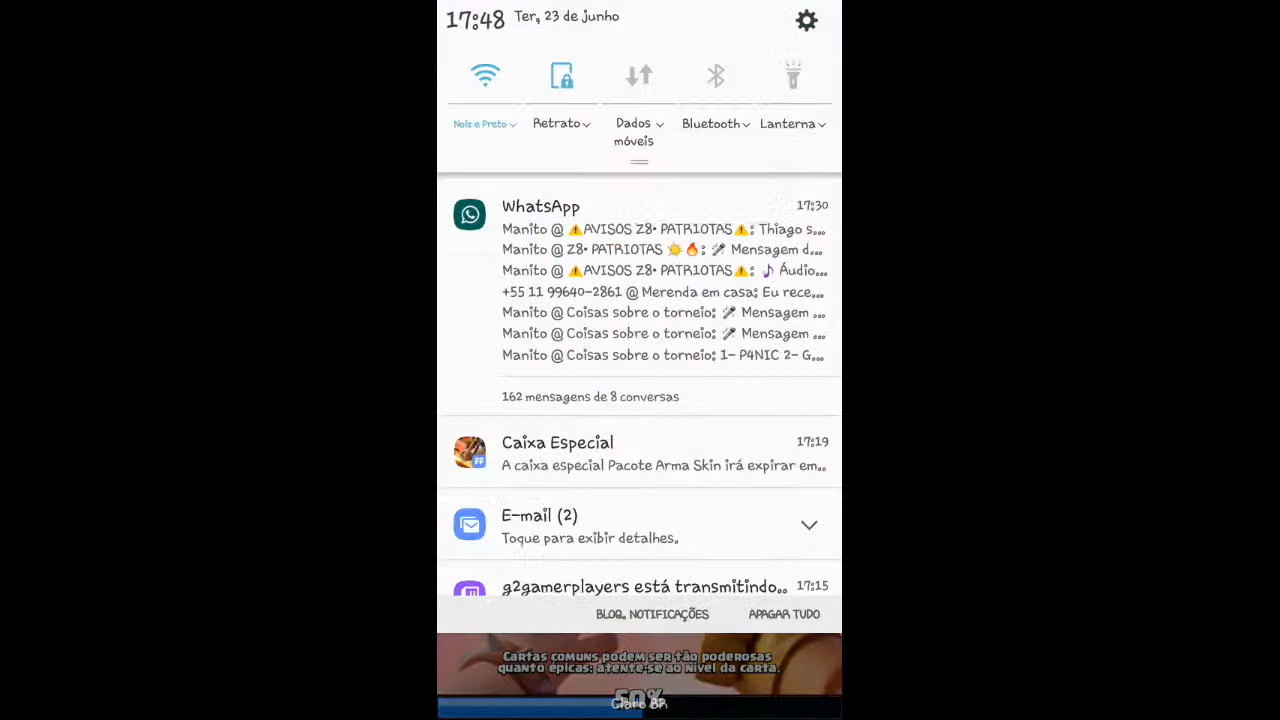 17:48 Ter, 23 de junho
Noiz e Preto Retrato Dados móveis Bluetooth Lanterna
WhatsApp 17:30
Manito @ ⚠️AVISOS Z8• PATR1OTAS⚠️: Thiago s...
Manito @ Z8• PATR1OTAS ☀️🔥: 🎤 Mensagem d...
Manito @ ⚠️AVISOS Z8• PATR1OTAS⚠️: 🎵 Áudio...
+55 11 99640-2861 @ Merenda em casa: Eu rece...
Manito @ Coisas sobre o torneio: 🎤 Mensagem ...
Manito @ Coisas sobre o torneio: 🎤 Mensagem ...
Manito @ Coisas sobre o torneio: 1- P4NIC 2- G...
162 mensagens de 8 conversas
Caixa Especial 17:19
FF
A caixa especial Pacote Arma Skin irá expirar em..
E-mail (2)
Toque para exibir detalhes.
g2gamerplayers está transmitindo.. 17:15
BLOQ. NOTIFICAÇÕES APAGAR TUDO
Cartas comuns podem ser tão poderosas
quanto épicas; atente-se ao nível da carta.
50%
Claro BR